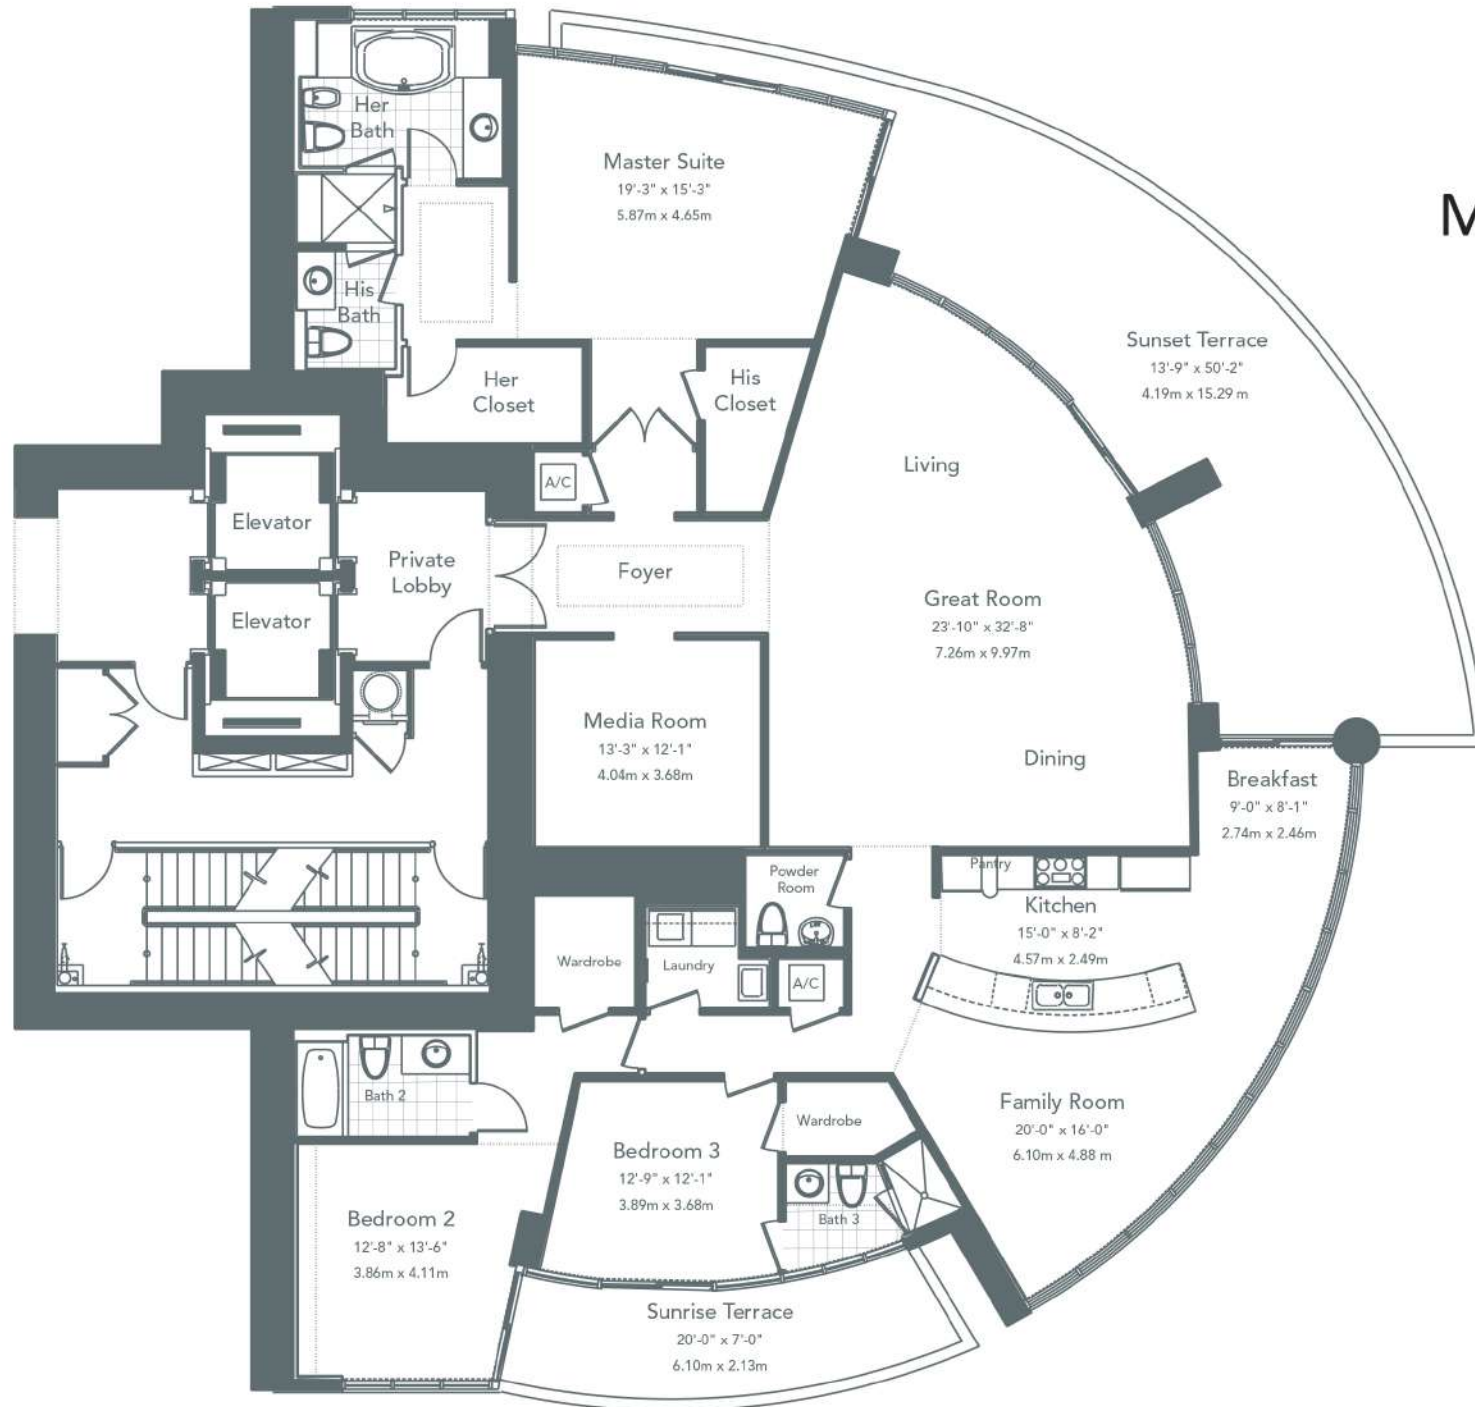 Her
Bath
Master Suite
19'-3" x 15'-3"
5.87m x 4.65m
M
His
Bath
Sunset Terrace
13'-9" x 50'-2"
4.19m x 15.29 m
Her
Closet
His
Closet
Living
A/C
Elevator
Private
Lobby
Foyer
Great Room
23'-10" x 32'-8"
7.26m x 9.97m
Elevator
Media Room
13'-3" x 12'-1"
4.04m x 3.68m
Dining
Breakfast
9'-0" x 8'-1"
2.74m x 2.46m
Powder
Room
Pantry
Kitchen
15'-0" x 8'-2"
4.57m x 2.49m
Wardrobe
Laundry
A/C
Bath 2
Family Room
20'-0" x 16'-0"
6.10m x 4.88 m
Wardrobe
Bedroom 3
12'-9" x 12'-1"
3.89m x 3.68m
Bath 3
Bedroom 2
12'-8" x 13'-6"
3.86m x 4.11m
Sunrise Terrace
20'-0" x 7'-0"
6.10m x 2.13m